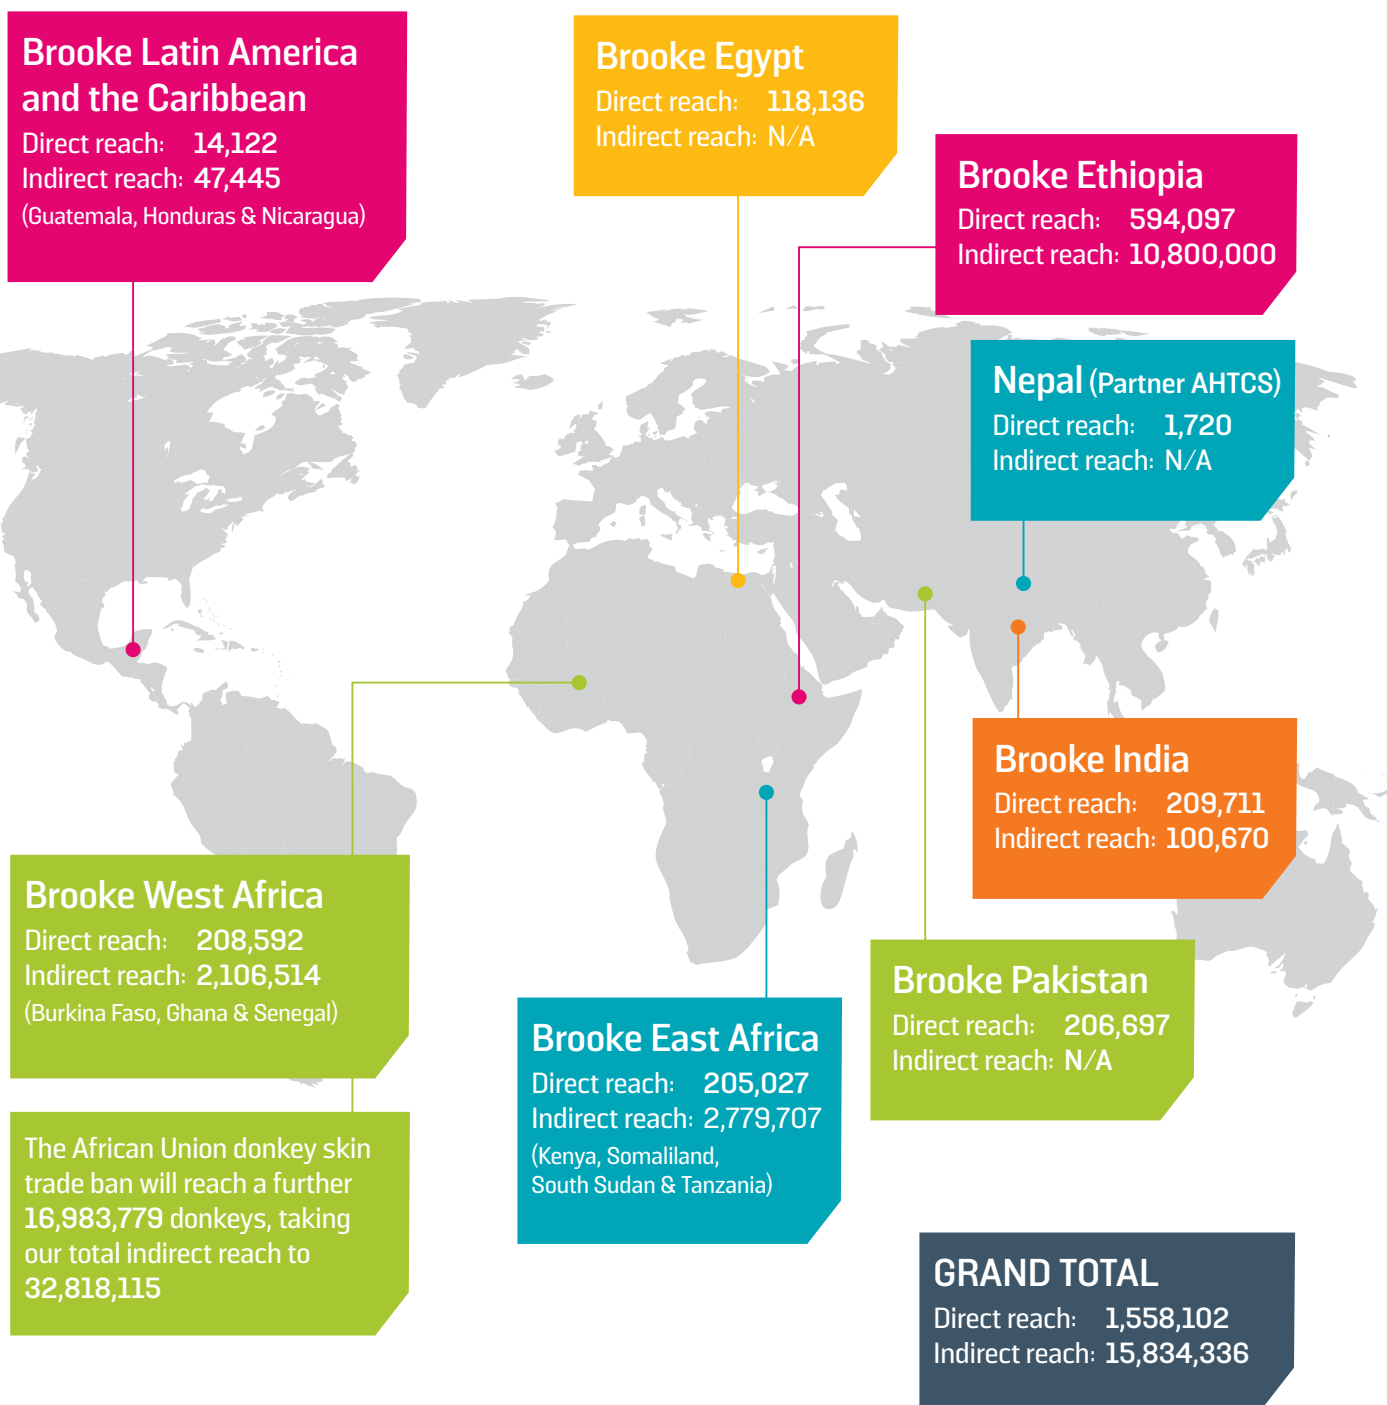 Brooke Latin America
and the Caribbean
Direct reach: 14,122
Indirect reach: 47,445
(Guatemala, Honduras & Nicaragua)
Brooke Egypt
Direct reach: 118,136
Indirect reach: N/A
Brooke Ethiopia
Direct reach: 594,097
Indirect reach: 10,800,000
Nepal (Partner AHTCS)
Direct reach: 1,720
Indirect reach: N/A
Brooke India
Direct reach: 209,711
Indirect reach: 100,670
Brooke West Africa
Direct reach: 208,592
Indirect reach: 2,106,514
(Burkina Faso, Ghana & Senegal)
Brooke Pakistan
Direct reach: 206,697
Indirect reach: N/A
Brooke East Africa
Direct reach: 205,027
Indirect reach: 2,779,707
(Kenya, Somaliland,
South Sudan & Tanzania)
The African Union donkey skin
trade ban will reach a further
16,983,779 donkeys, taking
our total indirect reach to
32,818,115
GRAND TOTAL
Direct reach: 1,558,102
Indirect reach: 15,834,336